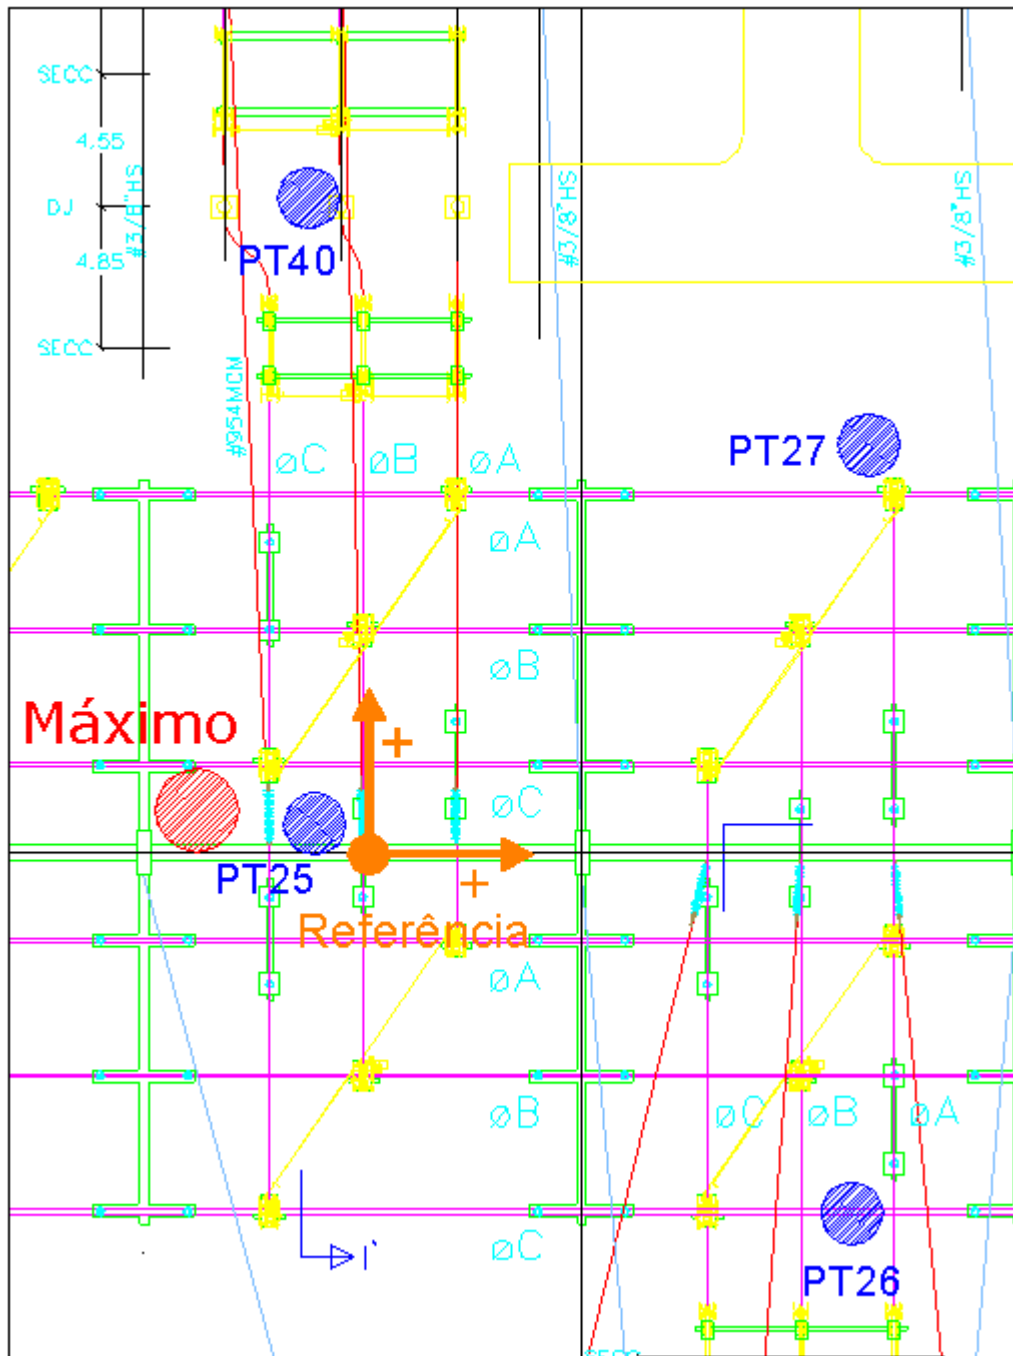 SECC
4.55
#3/8"HS
DJ
4.85
SECC
PT40
#3/8"HS
#3/8"HS
#954MCM
PT27
øC
øB
øA
øA
øB
Máximo
+
øC
PT25
+
Referência
øA
øB
øC
øB
øA
øC
I'
PT26
SECC